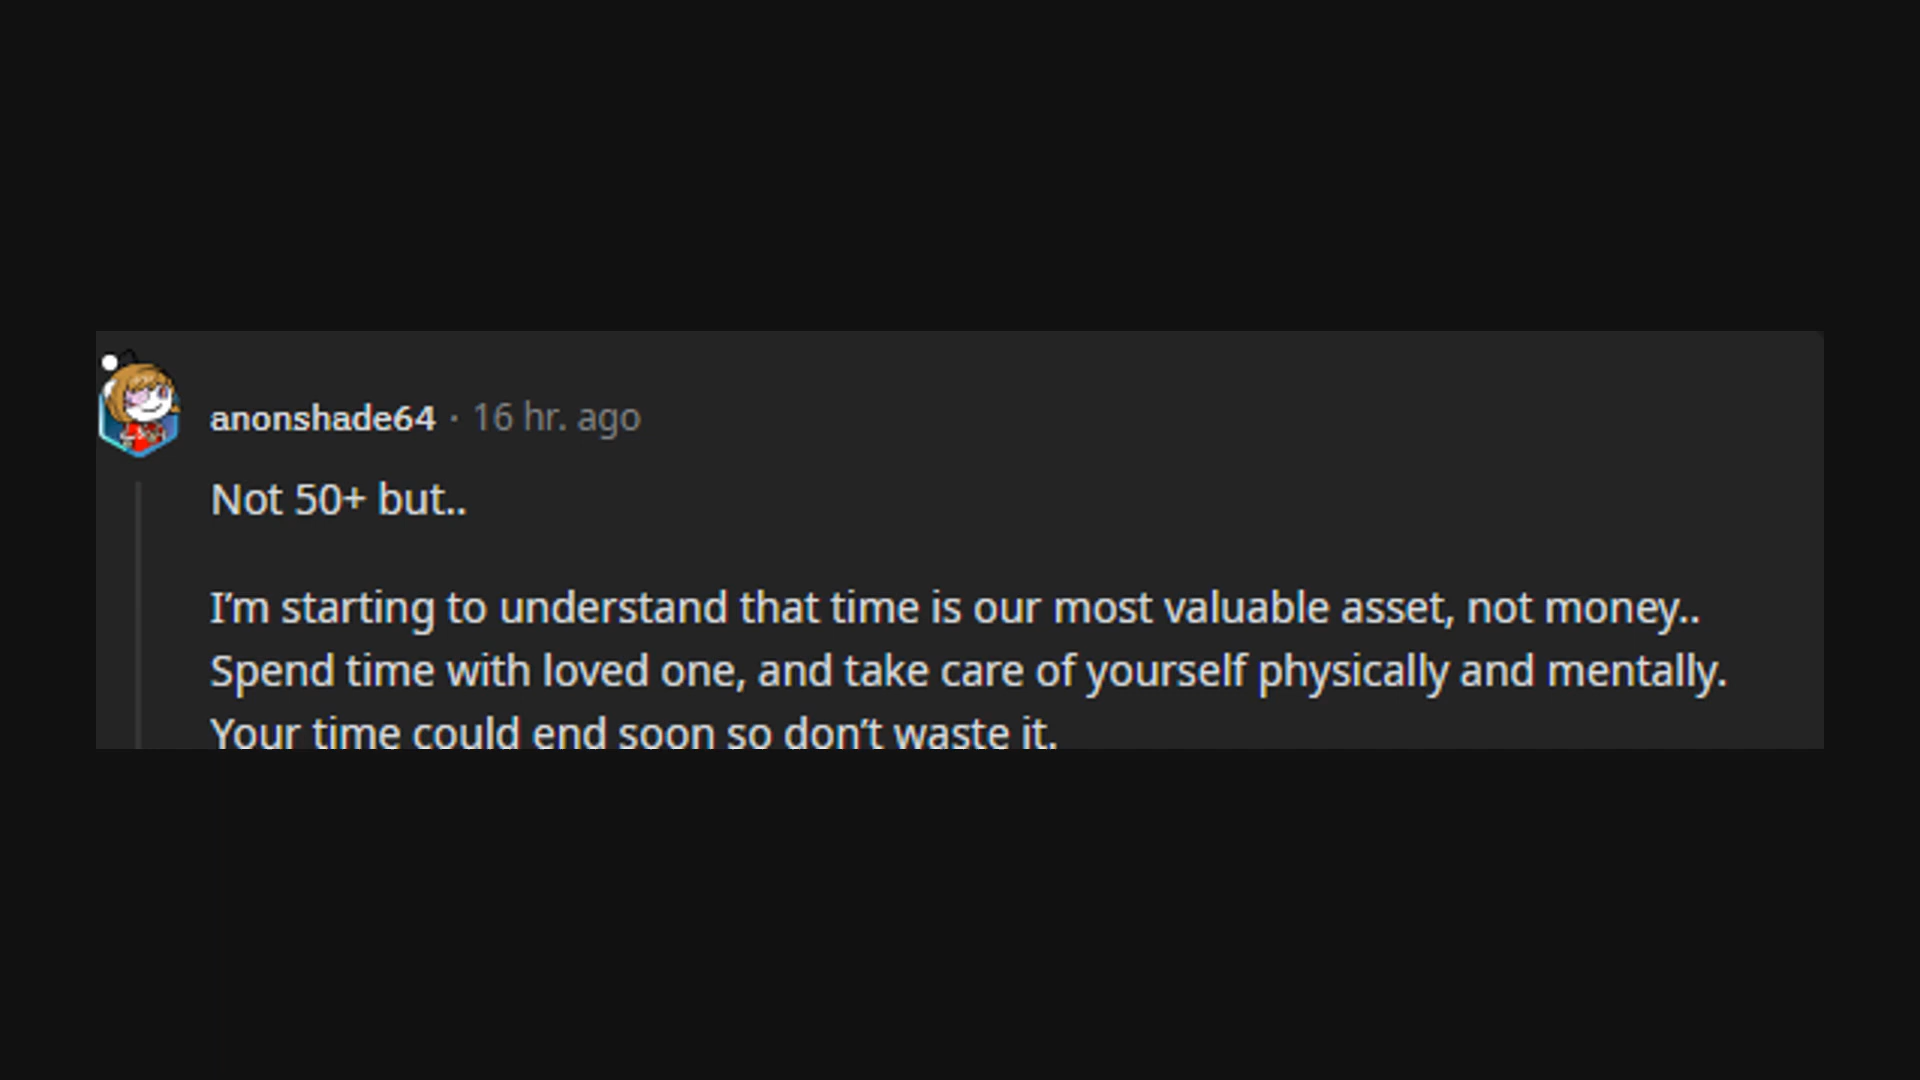 anonshade64 · 16 hr. ago
Not 50+ but..
I’m starting to understand that time is our most valuable asset, not money..
Spend time with loved one, and take care of yourself physically and mentally.
Your time could end soon so don’t waste it.